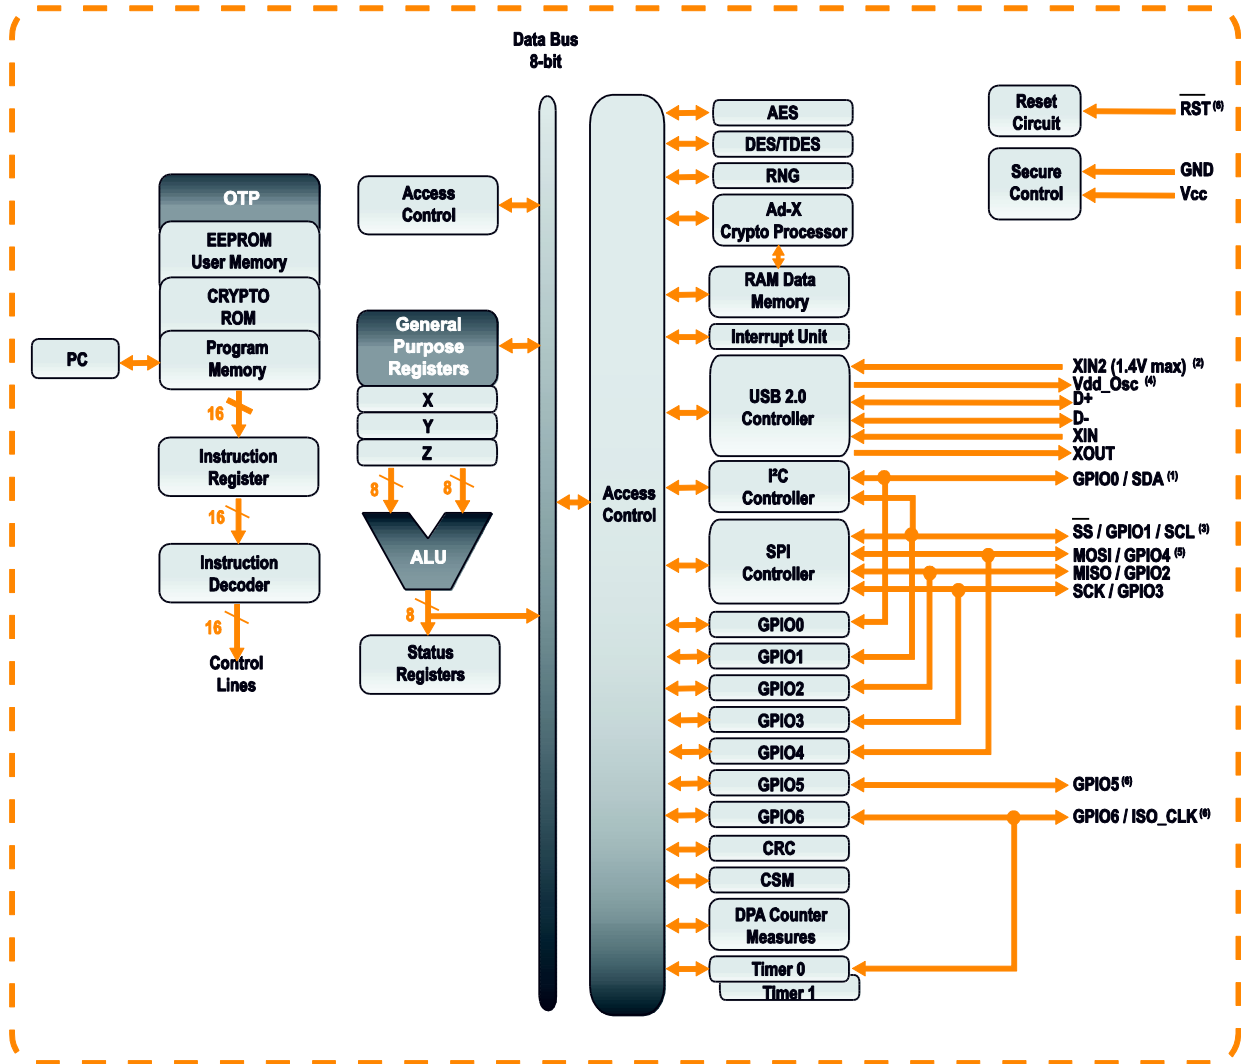 Data Bus
8-bit
OTP
EEPROM
User Memory
CRYPTO
ROM
Program
Memory
PC
16
Instruction
Register
16
Instruction
Decoder
16
Control
Lines
Access
Control
General
Purpose
Registers
X
Y
Z
8
8
ALU
8
Status
Registers
Access
Control
AES
DES/TDES
RNG
Ad-X
Crypto Processor
RAM Data
Memory
Interrupt Unit
USB 2.0
Controller
I²C
Controller
SPI
Controller
GPIO0
GPIO1
GPIO2
GPIO3
GPIO4
GPIO5
GPIO6
CRC
CSM
DPA Counter
Measures
Timer 0
Timer 1
Reset
Circuit
Secure
Control
RST (6)
GND
Vcc
XIN2 (1.4V max) (2)
Vdd_Osc (4)
D+
D-
XIN
XOUT
GPIO0 / SDA (1)
SS / GPIO1 / SCL (3)
MOSI / GPIO4 (5)
MISO / GPIO2
SCK / GPIO3
GPIO5 (6)
GPIO6 / ISO_CLK (6)